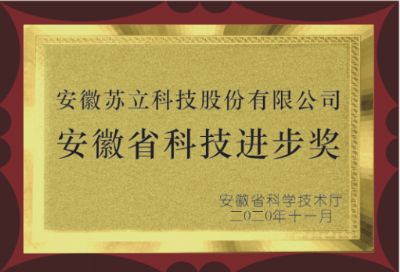 安徽苏立科技股份有限公司
安徽省科技进步奖
安徽省科学技术厅
二〇二〇年十一月